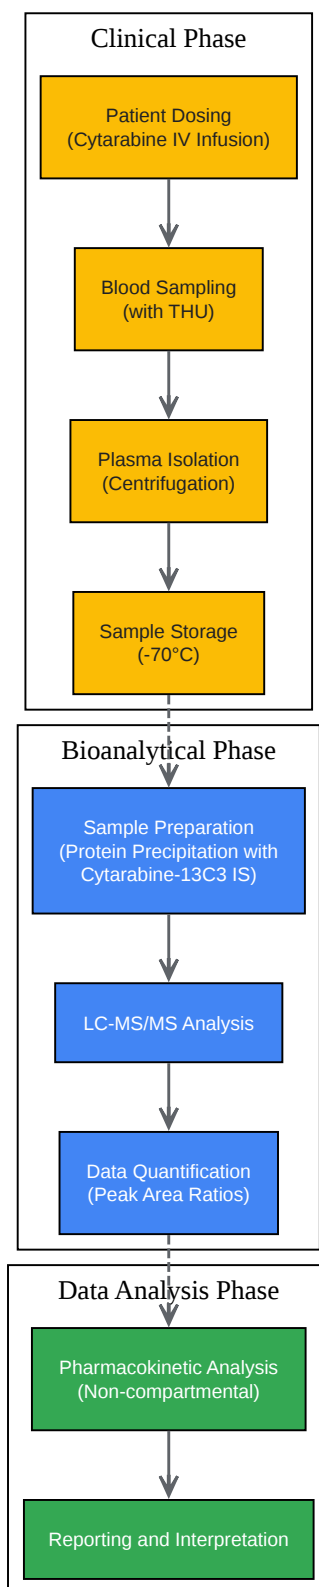 Clinical Phase
Patient Dosing
(Cytarabine IV Infusion)
Blood Sampling
(with THU)
Plasma Isolation
(Centrifugation)
Sample Storage
(-70°C)
Bioanalytical Phase
Sample Preparation
(Protein Precipitation with
Cytarabine-13C3 IS)
LC-MS/MS Analysis
Data Quantification
(Peak Area Ratios)
Data Analysis Phase
Pharmacokinetic Analysis
(Non-compartmental)
Reporting and Interpretation